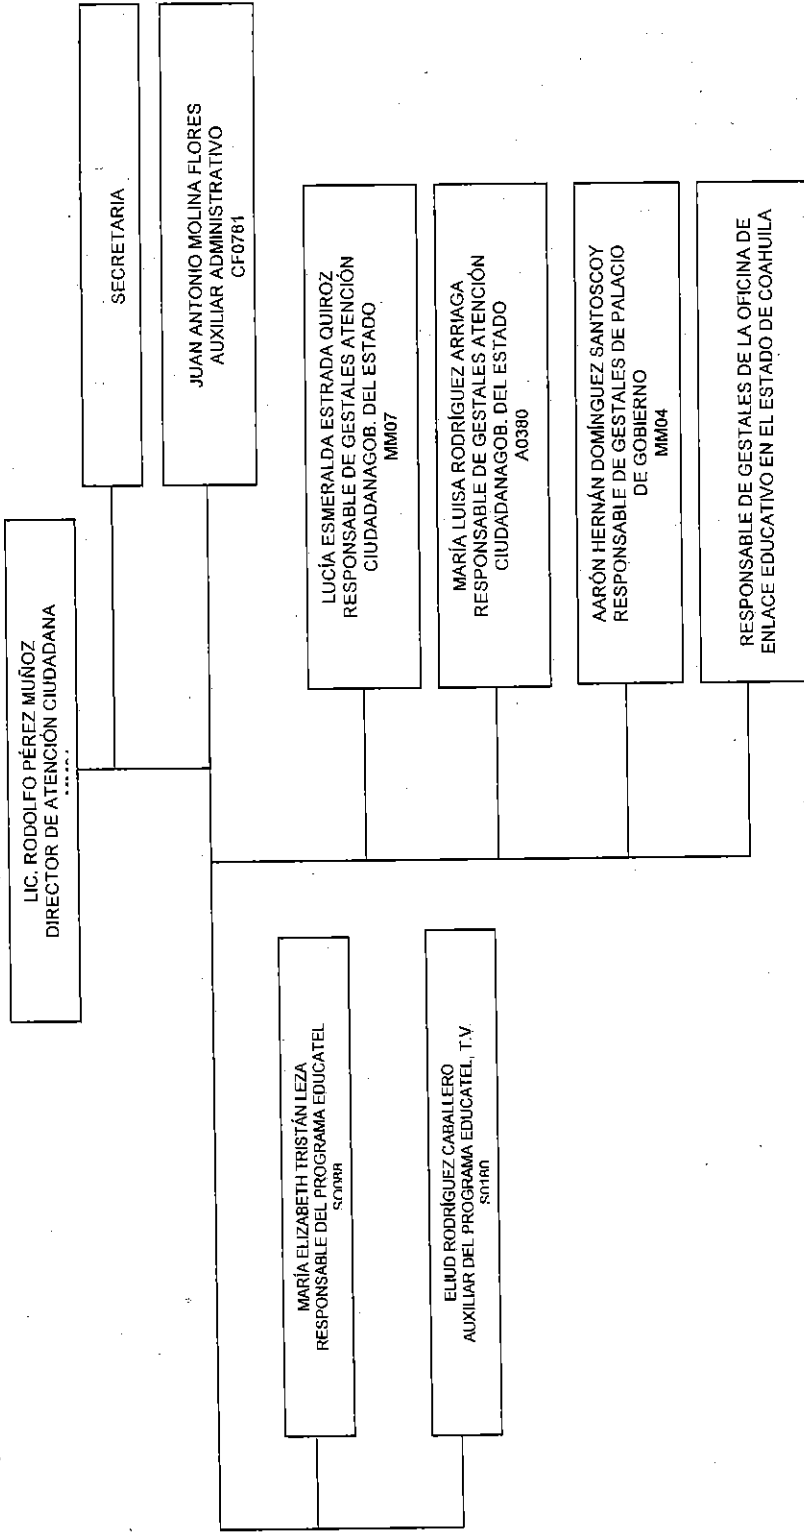 LIC. RODOLFO PÉREZ MUÑOZ
DIRECTOR DE ATENCIÓN CIUDADANA
SECRETARIA
JUAN ANTONIO MOLINA FLORES
AUXILIAR ADMINISTRATIVO
CF0781
MARÍA ELIZABETH TRISTÁN LEZA
RESPONSABLE DEL PROGRAMA EDUCATEL
S0088
ELIUD RODRÍGUEZ CABALLERO
AUXILIAR DEL PROGRAMA EDUCATEL, T.V.
S0180
LUCÍA ESMERALDA ESTRADA QUIROZ
RESPONSABLE DE GESTALES ATENCIÓN
CIUDADANAGOB. DEL ESTADO
MM07
MARÍA LUISA RODRÍGUEZ ARRIAGA
RESPONSABLE DE GESTALES ATENCIÓN
CIUDADANAGOB. DEL ESTADO
A0380
AARÓN HERNÁN DOMÍNGUEZ SANTOSCOY
RESPONSABLE DE GESTALES DE PALACIO
DE GOBIERNO
MM04
RESPONSABLE DE GESTALES DE LA OFICINA DE
ENLACE EDUCATIVO EN EL ESTADO DE COAHUILA